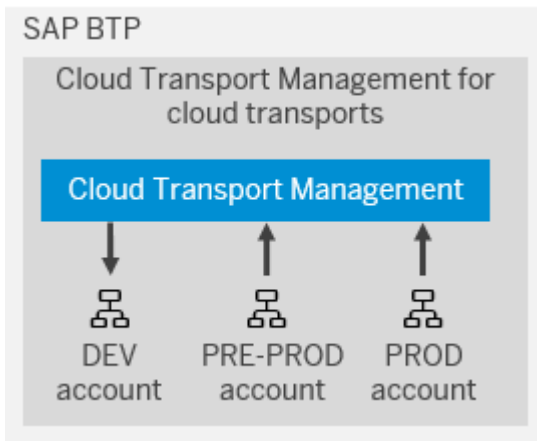 SAP BTP
Cloud Transport Management for
cloud transports
Cloud Transport Management
DEV
account
PRE-PROD
account
PROD
account